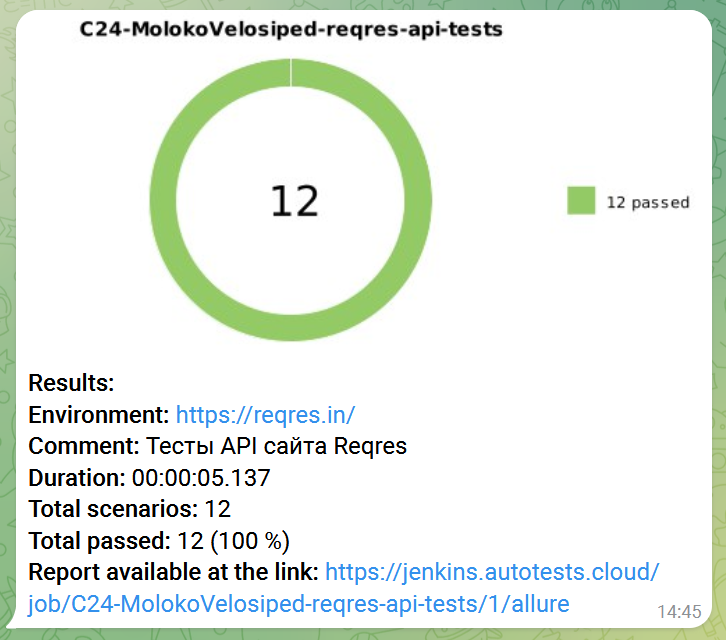 C24-MolokoVelosiped-reqres-api-tests
12
12 passed
Results:
Environment: https://reqres.in/
Comment: Тесты API сайта Reqres
Duration: 00:00:05.137
Total scenarios: 12
Total passed: 12 (100 %)
Report available at the link: https://jenkins.autotests.cloud/
job/C24-MolokoVelosiped-reqres-api-tests/1/allure
14:45